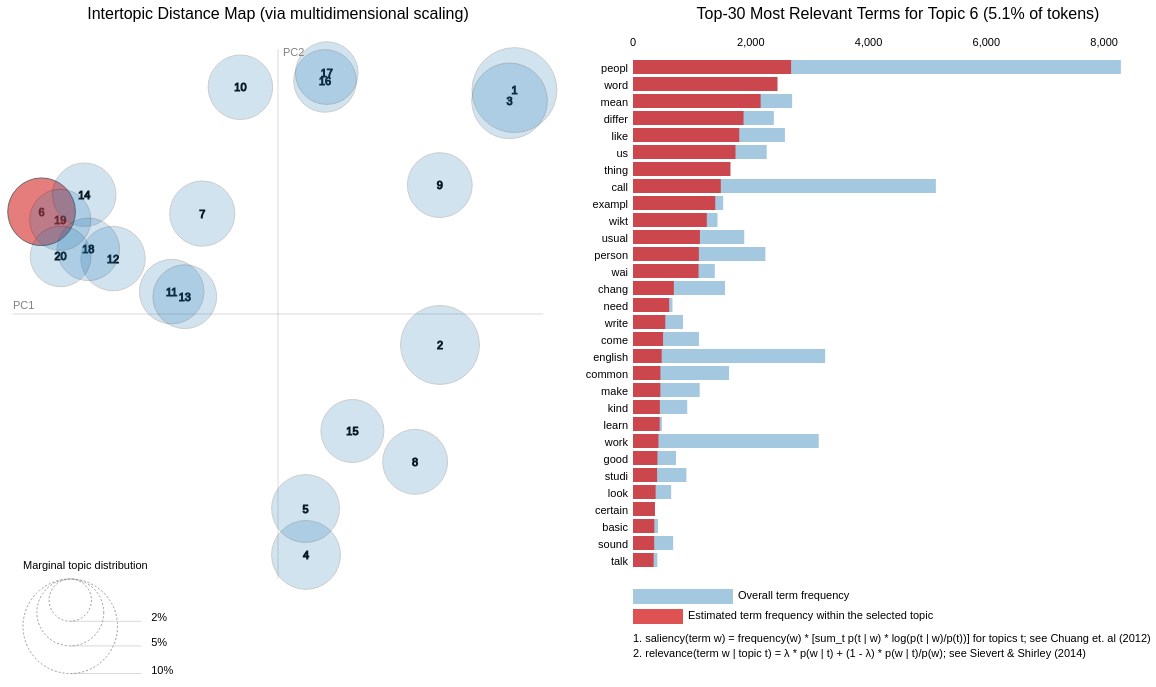 Intertopic Distance Map (via multidimensional scaling)
PC2
PC1
10
17
16
1
3
9
14
6
19
7
20
18
12
11
13
2
15
8
5
4
Marginal topic distribution
2%
5%
10%
Top-30 Most Relevant Terms for Topic 6 (5.1% of tokens)
0 2,000 4,000 6,000 8,000
peopl
word
mean
differ
like
us
thing
call
exampl
wikt
usual
person
wai
chang
need
write
come
english
common
make
kind
learn
work
good
studi
look
certain
basic
sound
talk
Overall term frequency
Estimated term frequency within the selected topic
1. saliency(term w) = frequency(w) * [sum_t p(t | w) * log(p(t | w)/p(t))] for topics t; see Chuang et. al (2012)
2. relevance(term w | topic t) = λ * p(w | t) + (1 - λ) * p(w | t)/p(w); see Sievert & Shirley (2014)